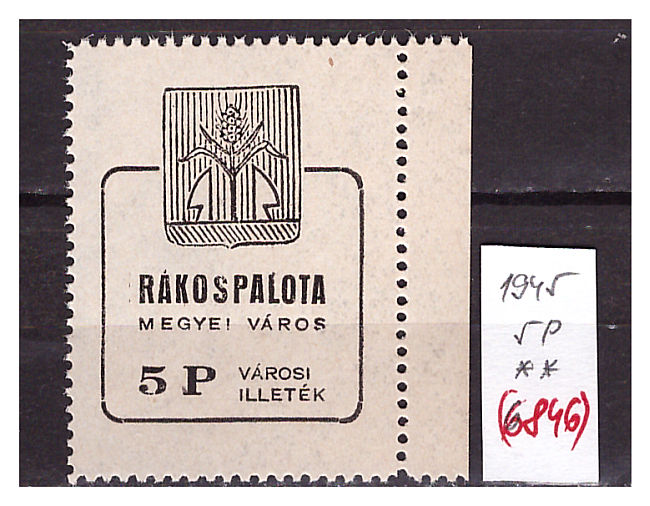 RÁKOSPALOTA
MEGYEI VÁROS
5 P VÁROSI
ILLETÉK
1945
5P
**
(6846)